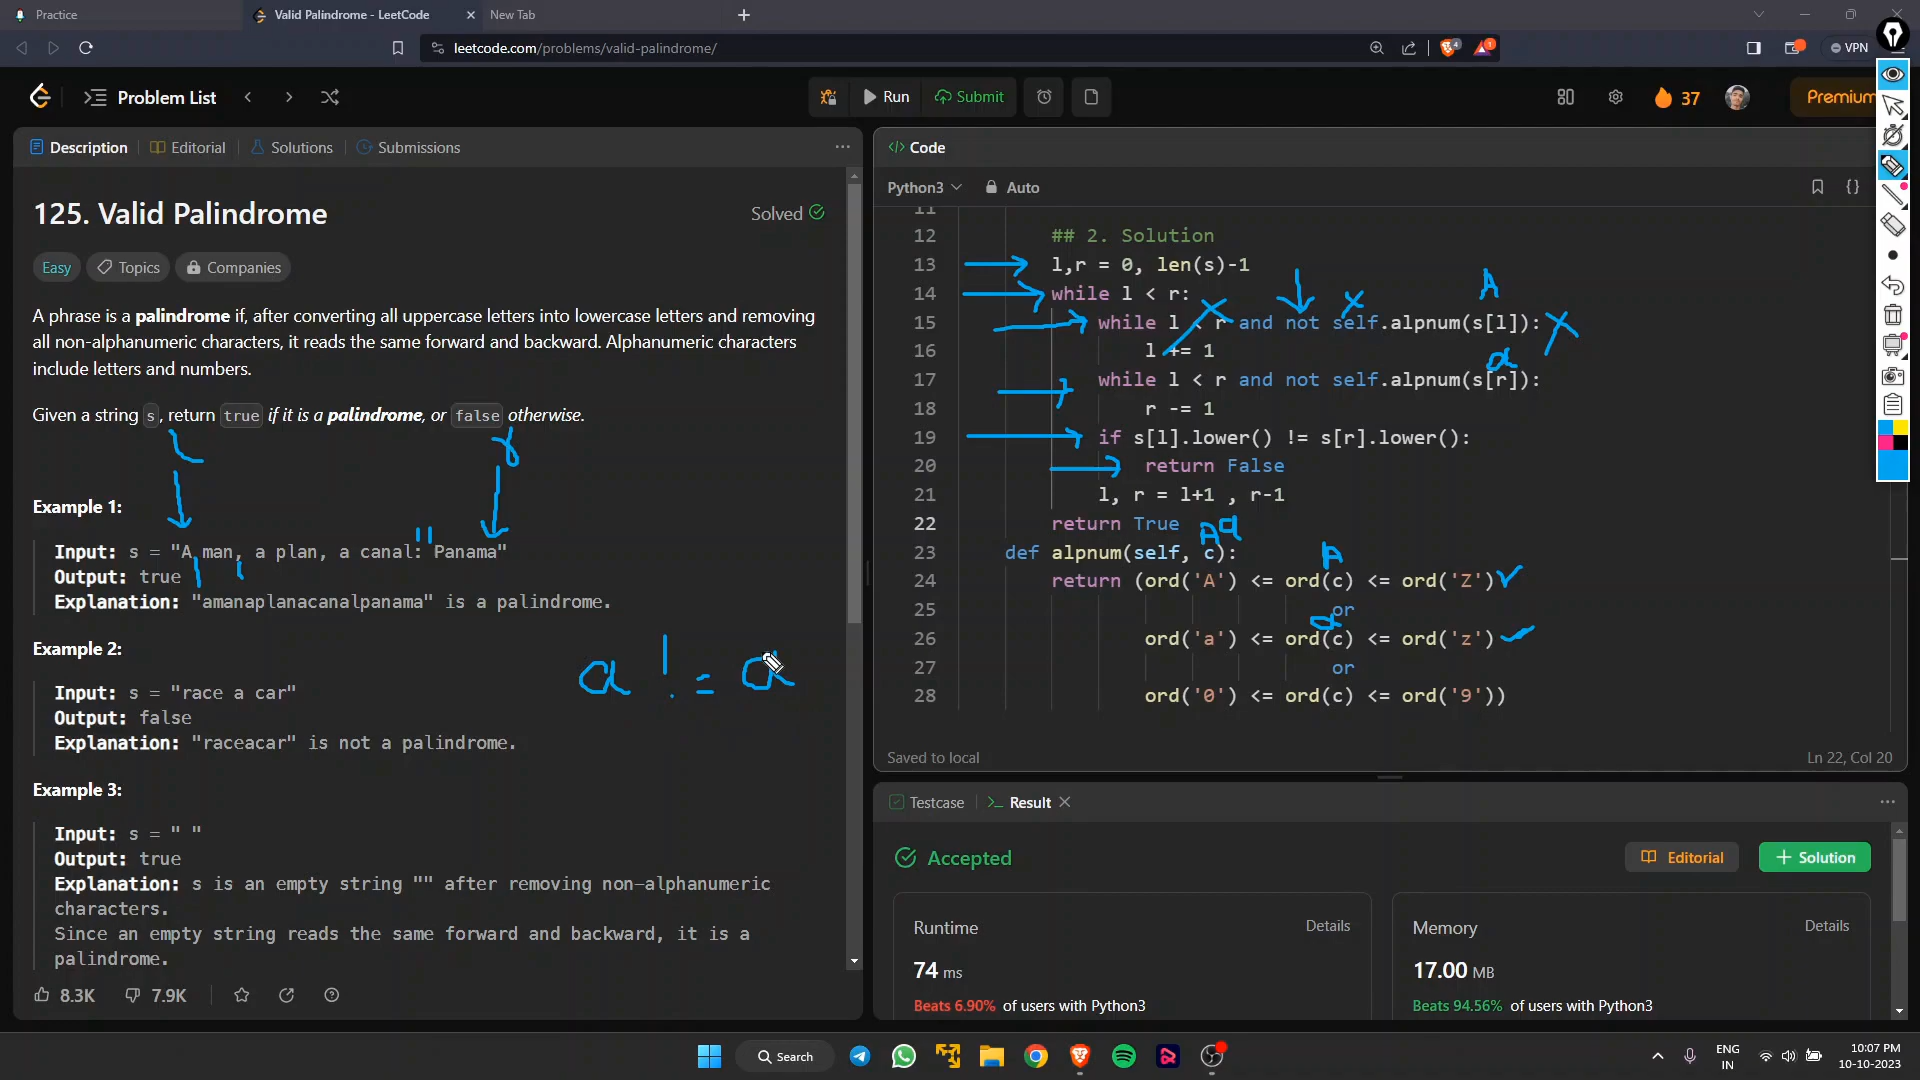 Practice
Valid Palindrome - LeetCode
New Tab
leetcode.com/problems/valid-palindrome/
4
1
VPN
Problem List
Run
Submit
37
Premium
Description
Editorial
Solutions
Submissions
125. Valid Palindrome
Solved
Easy
Topics
Companies
A phrase is a palindrome if, after converting all uppercase letters into lowercase letters and removing
all non-alphanumeric characters, it reads the same forward and backward. Alphanumeric characters
include letters and numbers.
Given a string s, return true if it is a palindrome, or false otherwise.
l
r
Example 1:
Input: s = "A man, a plan, a canal: Panama"
Output: true
Explanation: "amanaplanacanalpanama" is a palindrome.
Example 2:
a != a
Input: s = "race a car"
Output: false
Explanation: "raceacar" is not a palindrome.
Example 3:
Input: s = " "
Output: true
Explanation: s is an empty string "" after removing non-alphanumeric
characters.
Since an empty string reads the same forward and backward, it is a
palindrome.
8.3K
7.9K
Code
Python3
Auto
11
12 ## 2. Solution
13 l,r = 0, len(s)-1
14 while l < r:
A
15 while l < r and not self.alpnum(s[l]):
16 l += 1
a
17 while l < r and not self.alpnum(s[r]):
18 r -= 1
19 if s[l].lower() != s[r].lower():
20 return False
21 l, r = l+1 , r-1
22 return True
A a
23 def alpnum(self, c):
A
24 return (ord('A') <= ord(c) <= ord('Z')
25 or
a
26 ord('a') <= ord(c) <= ord('z')
27 or
28 ord('0') <= ord(c) <= ord('9'))
Saved to local
Ln 22, Col 20
Testcase
Result
Accepted
Editorial
Solution
Runtime
Details
74 ms
Beats 6.90% of users with Python3
Memory
Details
17.00 MB
Beats 94.56% of users with Python3
Search
ENG
IN
10:07 PM
10-10-2023